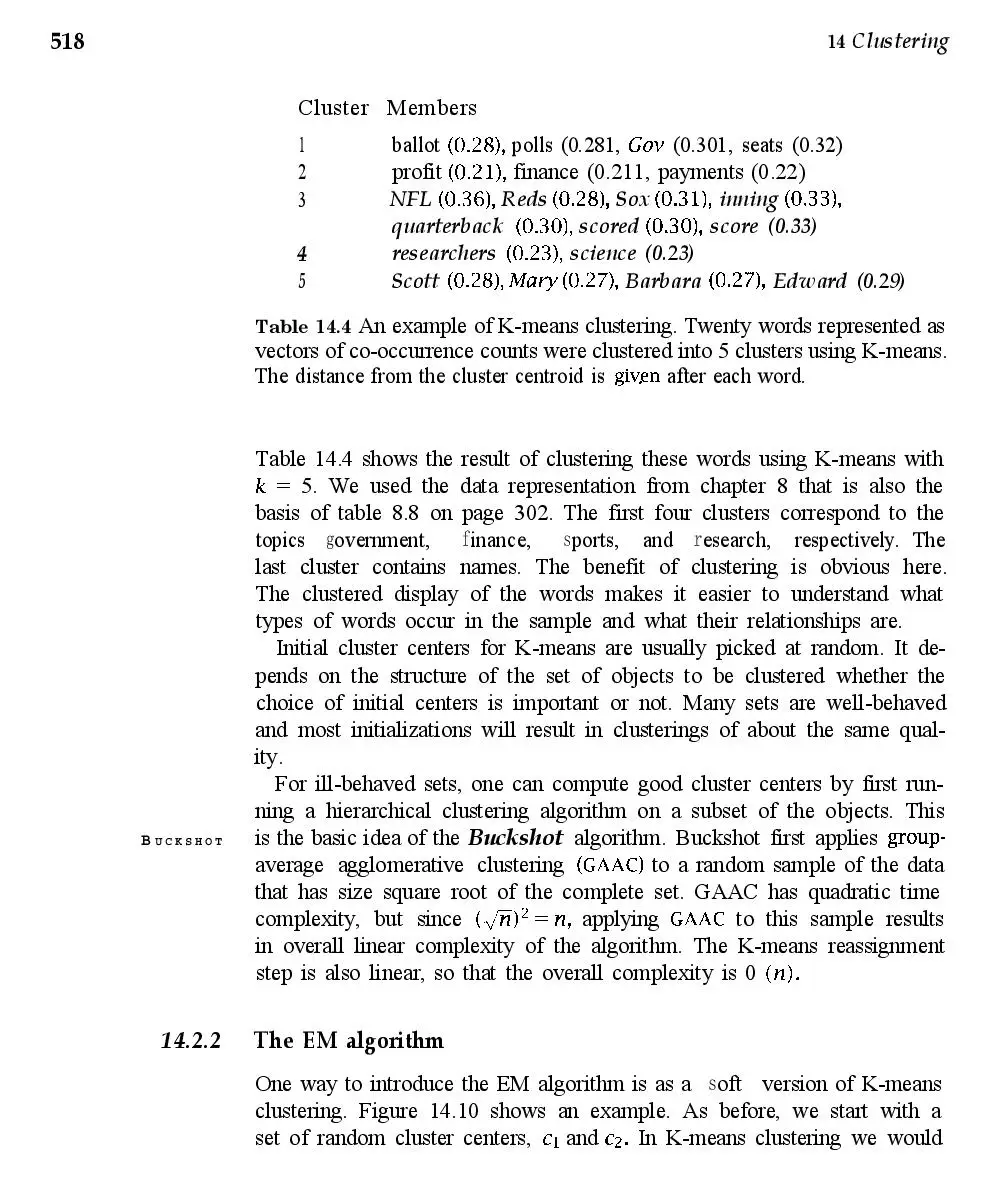 518
14 Clustering
Cluster Members
1 ballot (0.28), polls (0.281, Gov (0.301, seats (0.32)
2 profit (0.21), finance (0.211, payments (0.22)
3 NFL (0.36), Reds (0.28), Sox (0.31), inning (0.33),
quarterback (0.30), scored (0.30), score (0.33)
4 researchers (0.23), science (0.23)
5 Scott (0.28), Mary (0.27), Barbara (0.27), Edward (0.29)
Table 14.4 An example of K-means clustering. Twenty words represented as
vectors of co-occurrence counts were clustered into 5 clusters using K-means.
The distance from the cluster centroid is given after each word.
Table 14.4 shows the result of clustering these words using K-means with
k = 5. We used the data representation from chapter 8 that is also the
basis of table 8.8 on page 302. The first four clusters correspond to the
topics government, finance, sports, and research, respectively. The
last cluster contains names. The benefit of clustering is obvious here.
The clustered display of the words makes it easier to understand what
types of words occur in the sample and what their relationships are.
Initial cluster centers for K-means are usually picked at random. It de-
pends on the structure of the set of objects to be clustered whether the
choice of initial centers is important or not. Many sets are well-behaved
and most initializations will result in clusterings of about the same qual-
ity.
For ill-behaved sets, one can compute good cluster centers by first run-
ning a hierarchical clustering algorithm on a subset of the objects. This
BUCKSHOT is the basic idea of the Buckshot algorithm. Buckshot first applies group-
average agglomerative clustering (GAAC) to a random sample of the data
that has size square root of the complete set. GAAC has quadratic time
complexity, but since (√n)² = n, applying GAAC to this sample results
in overall linear complexity of the algorithm. The K-means reassignment
step is also linear, so that the overall complexity is 0 (n).
14.2.2 The EM algorithm
One way to introduce the EM algorithm is as a soft version of K-means
clustering. Figure 14.10 shows an example. As before, we start with a
set of random cluster centers, c₁ and c₂. In K-means clustering we would